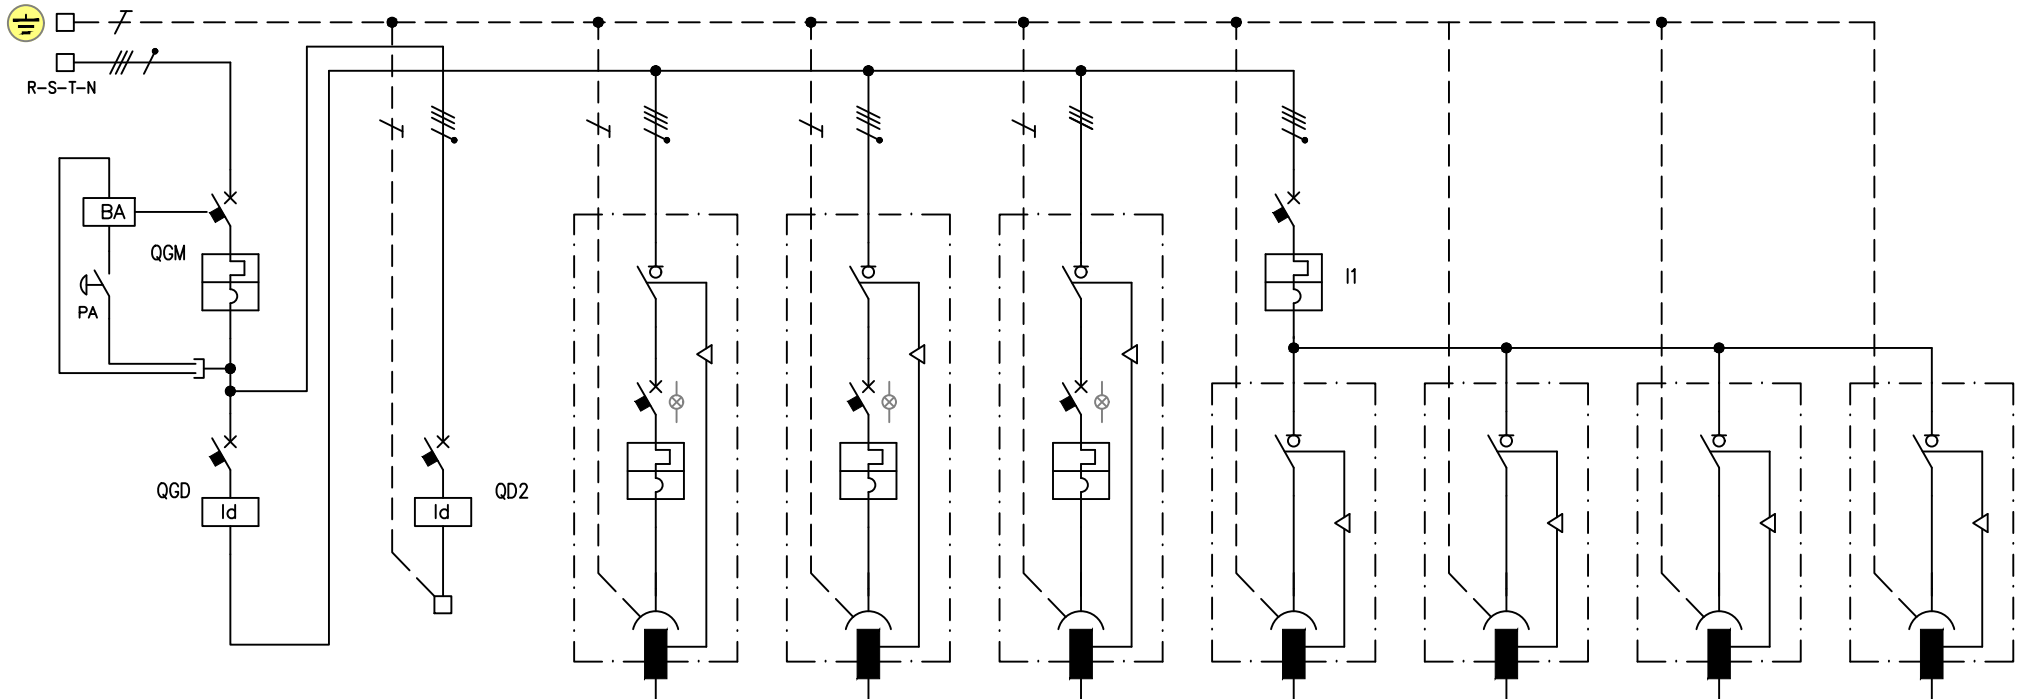 R-S-T-N
BA
QGM
PA
I1
QGD
QD2
Id
Id